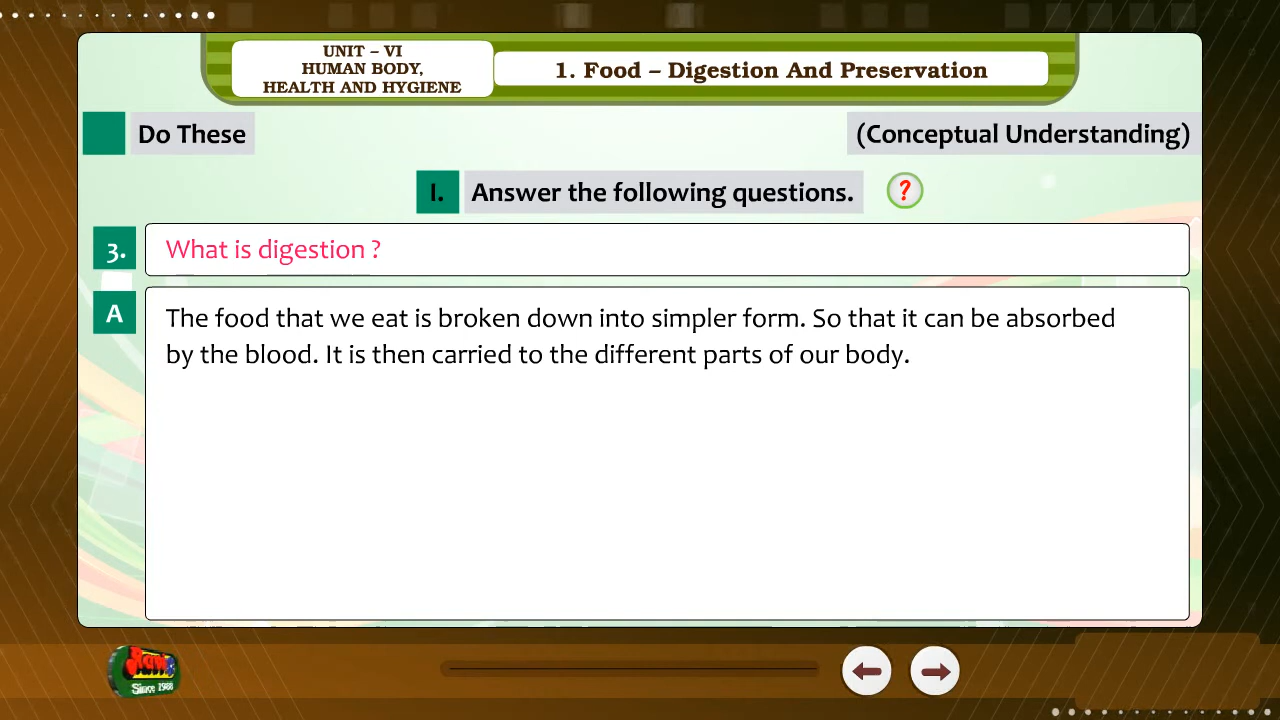 UNIT – VI
HUMAN BODY,
HEALTH AND HYGIENE
1. Food – Digestion And Preservation
Do These
(Conceptual Understanding)
I.
Answer the following questions.
?
3.
What is digestion ?
A
The food that we eat is broken down into simpler form. So that it can be absorbed
by the blood. It is then carried to the different parts of our body.
Since 1988